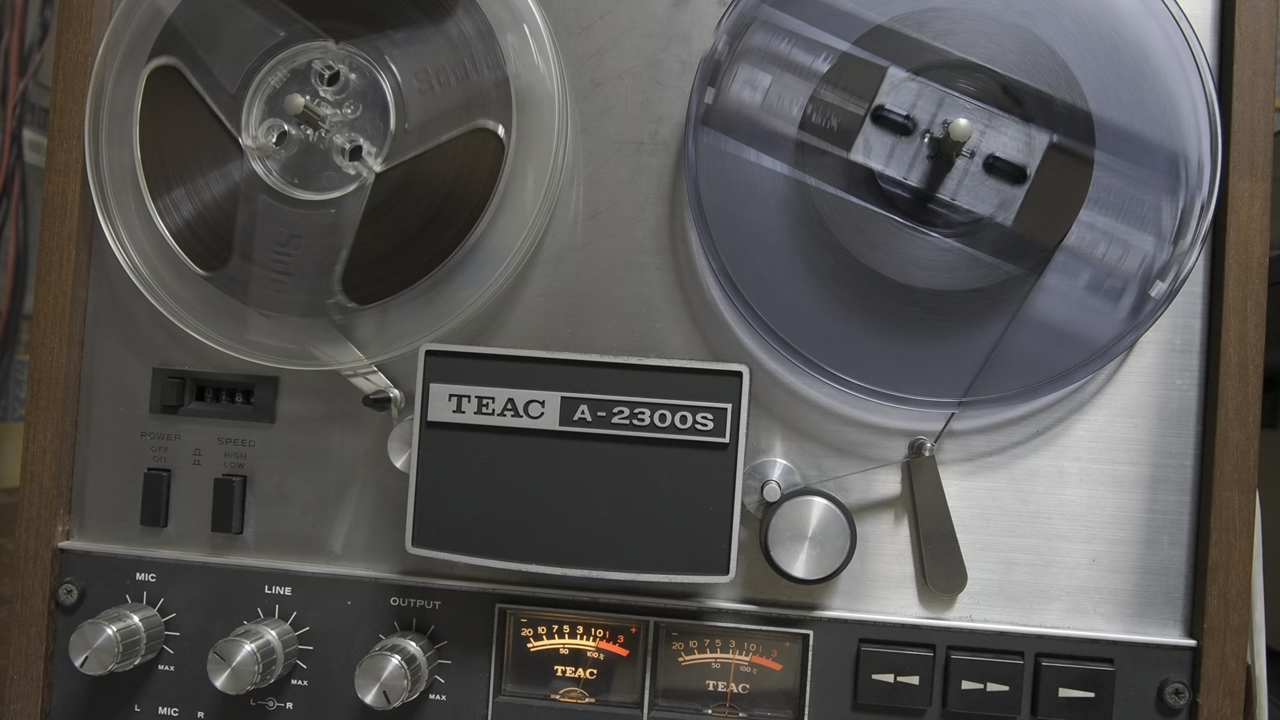 TEAC A-2300S
POWER
OFF
ON
SPEED
HIGH
LOW
MIC
MAX
LINE
MAX
L R
OUTPUT
MAX
L MIC R
- +
20 10 7 5 3 1 0 1 3
50 100%
TEAC
- +
20 10 7 5 3 1 0 1 3
50 100%
TEAC